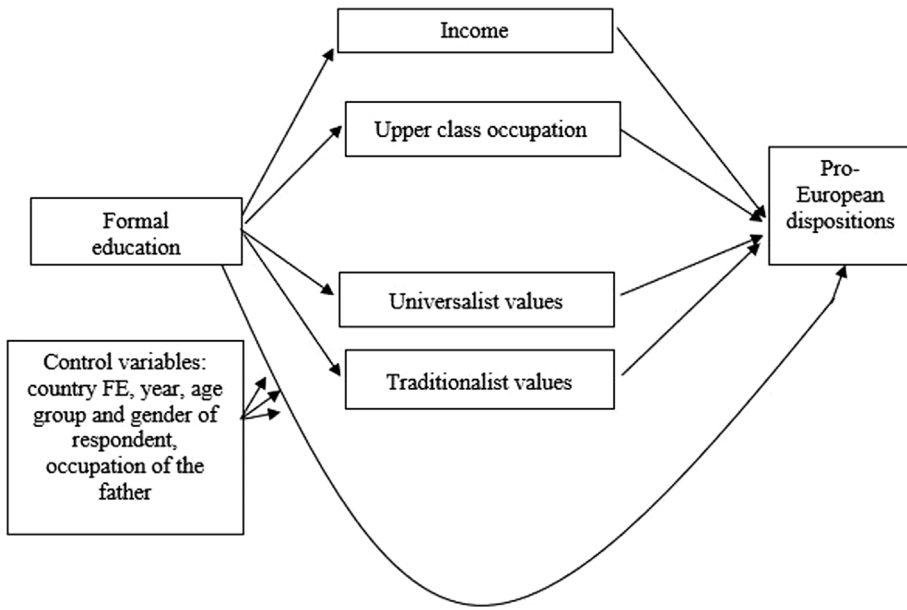 Income
Upper class occupation
Pro-
European
dispositions
Formal
education
Universalist values
Traditionalist values
Control variables:
country FE, year, age
group and gender of
respondent,
occupation of the
father